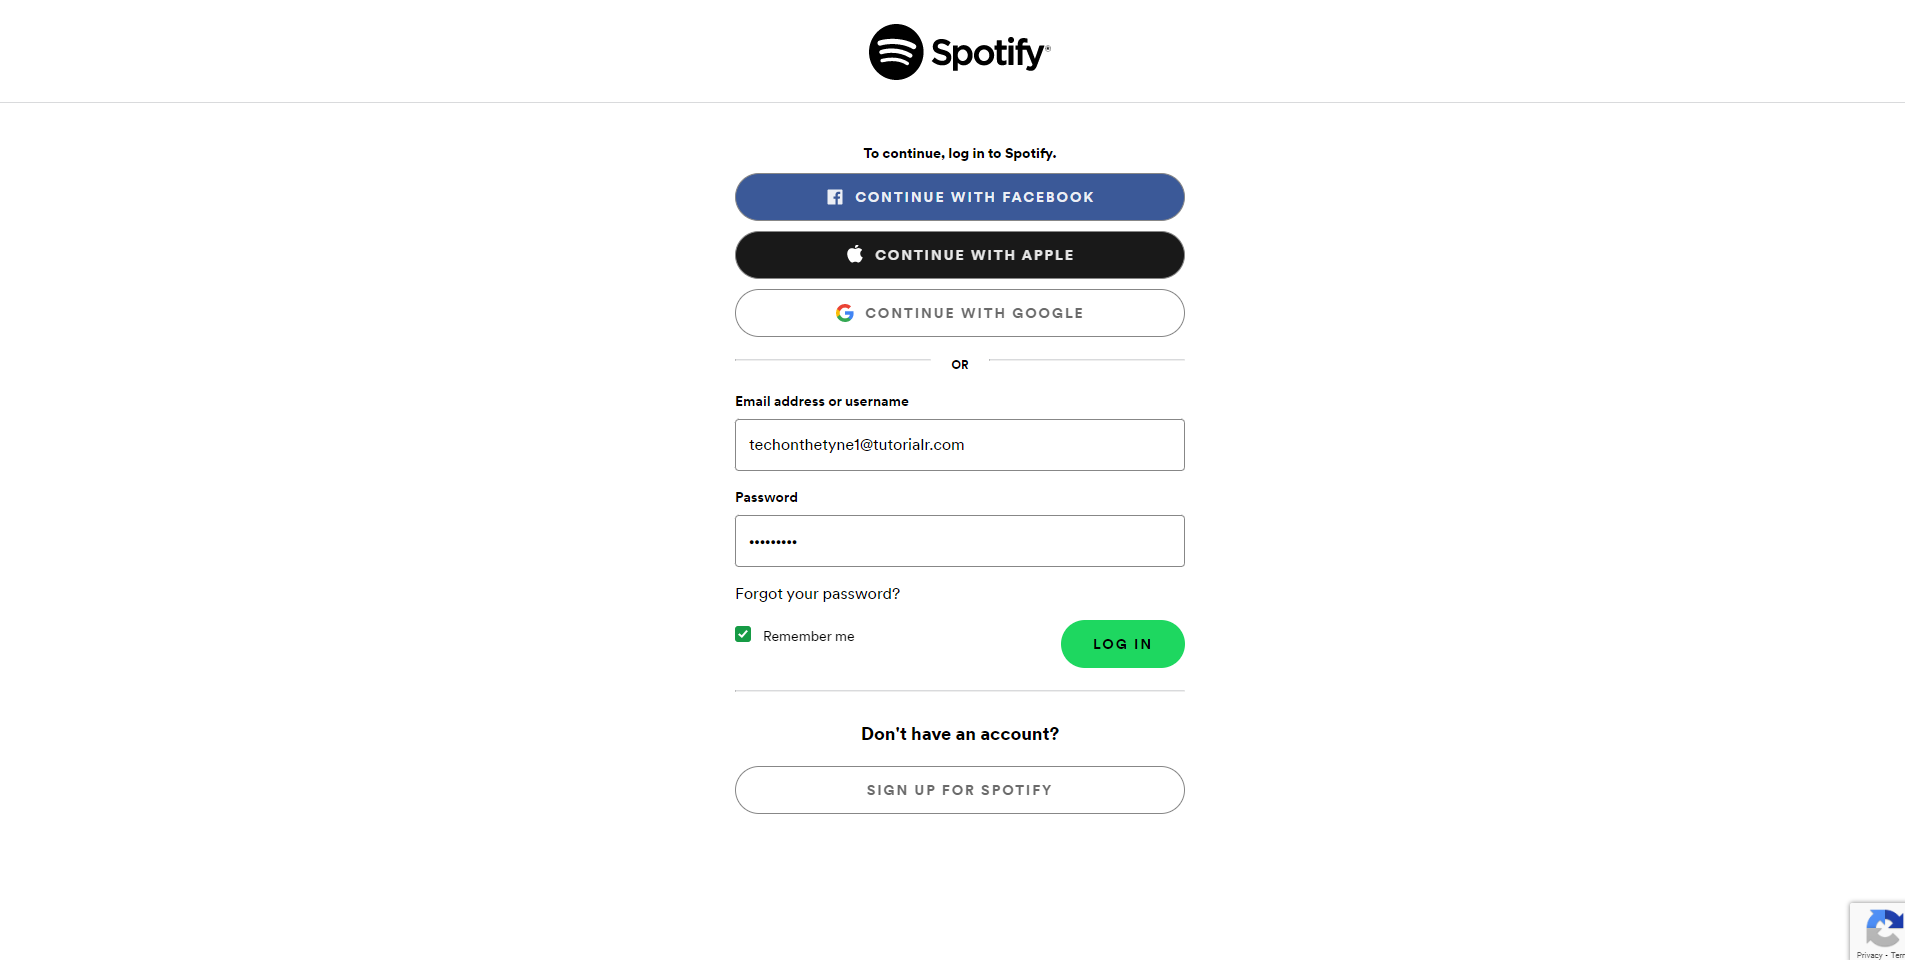 Spotify®
To continue, log in to Spotify.
CONTINUE WITH FACEBOOK
CONTINUE WITH APPLE
CONTINUE WITH GOOGLE
OR
Email address or username
techonthetyne1@tutorialr.com
Password
•••••••••
Forgot your password?
Remember me
LOG IN
Don't have an account?
SIGN UP FOR SPOTIFY
Privacy - Terr